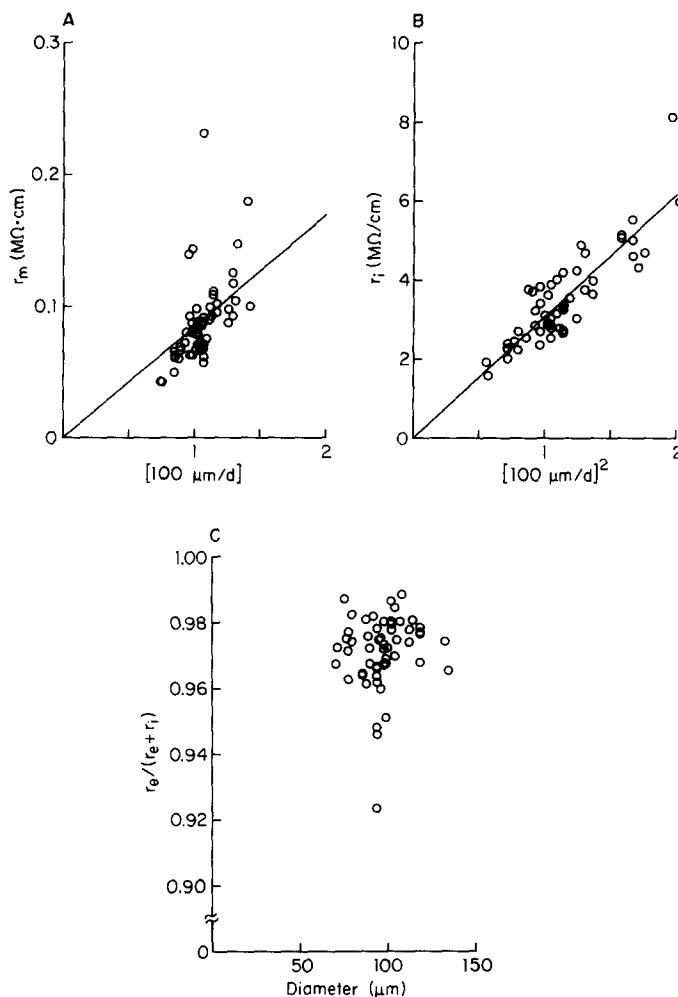 A
0.3
0.2
0.1
0
r_m (MΩ·cm)
1
2
[100 μm/d]
B
10
8
6
4
2
0
r_i (MΩ/cm)
1
2
[100 μm/d]²
C
1.00
0.98
0.96
0.94
0.92
0.90
0
r_e/(r_e+r_i)
50
100
150
Diameter (μm)